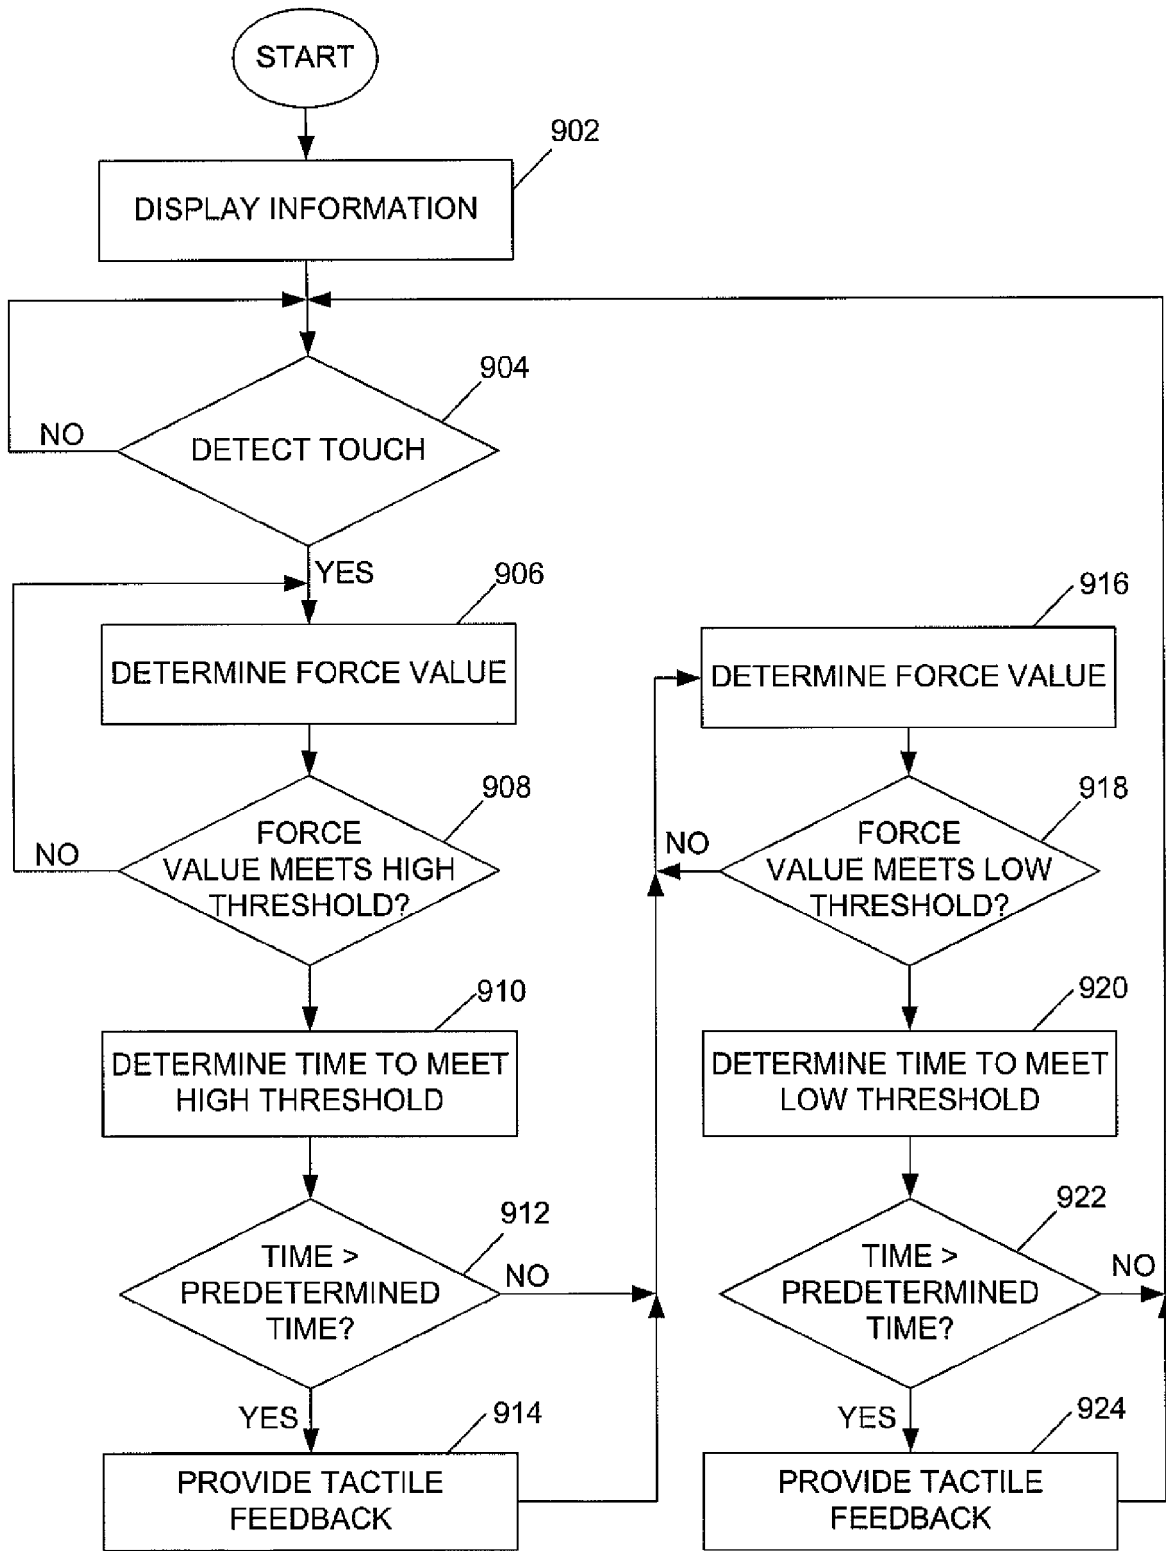 START
902
DISPLAY INFORMATION
904
NO
DETECT TOUCH
YES
906
DETERMINE FORCE VALUE
908
NO
FORCE
VALUE MEETS HIGH
THRESHOLD?
910
DETERMINE TIME TO MEET
HIGH THRESHOLD
912
TIME >
PREDETERMINED
TIME?
NO
YES
914
PROVIDE TACTILE
FEEDBACK
916
DETERMINE FORCE VALUE
918
NO
FORCE
VALUE MEETS LOW
THRESHOLD?
920
DETERMINE TIME TO MEET
LOW THRESHOLD
922
TIME >
PREDETERMINED
TIME?
NO
YES
924
PROVIDE TACTILE
FEEDBACK